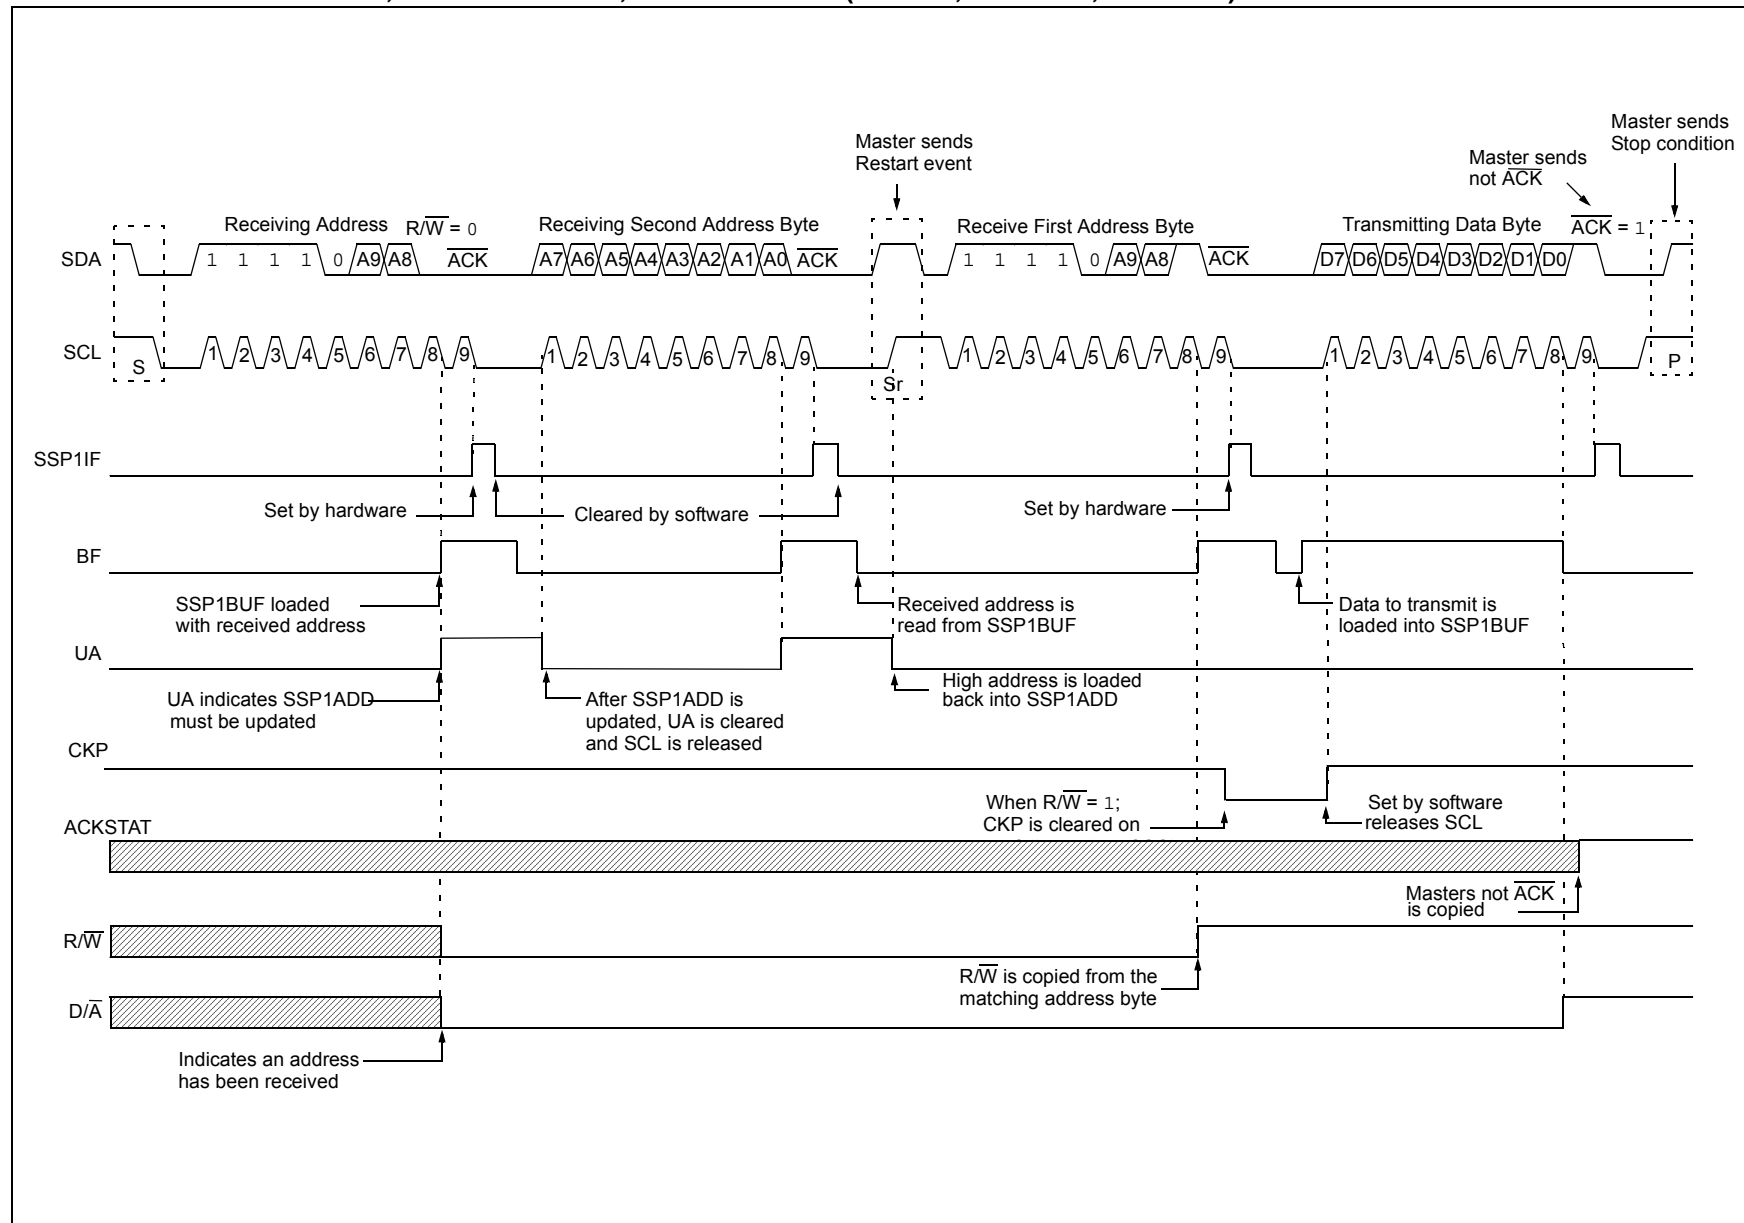 Master sends
Restart event
Master sends
not ACK
Master sends
Stop condition
Receiving Address R/W = 0
Receiving Second Address Byte
Receive First Address Byte
Transmitting Data Byte
ACK = 1
SDA 1 1 1 1 0 A9 A8 ACK A7 A6 A5 A4 A3 A2 A1 A0 ACK 1 1 1 1 0 A9 A8 ACK D7 D6 D5 D4 D3 D2 D1 D0
SCL S 1 2 3 4 5 6 7 8 9 1 2 3 4 5 6 7 8 9 Sr 1 2 3 4 5 6 7 8 9 1 2 3 4 5 6 7 8 9 P
SSP1IF
Set by hardware
Cleared by software
Set by hardware
BF
SSP1BUF loaded
with received address
Received address is
read from SSP1BUF
Data to transmit is
loaded into SSP1BUF
UA
UA indicates SSP1ADD
must be updated
After SSP1ADD is
updated, UA is cleared
and SCL is released
High address is loaded
back into SSP1ADD
CKP
When R/W = 1;
CKP is cleared on
Set by software
releases SCL
ACKSTAT
Masters not ACK
is copied
R/W
R/W is copied from the
matching address byte
D/A
Indicates an address
has been received